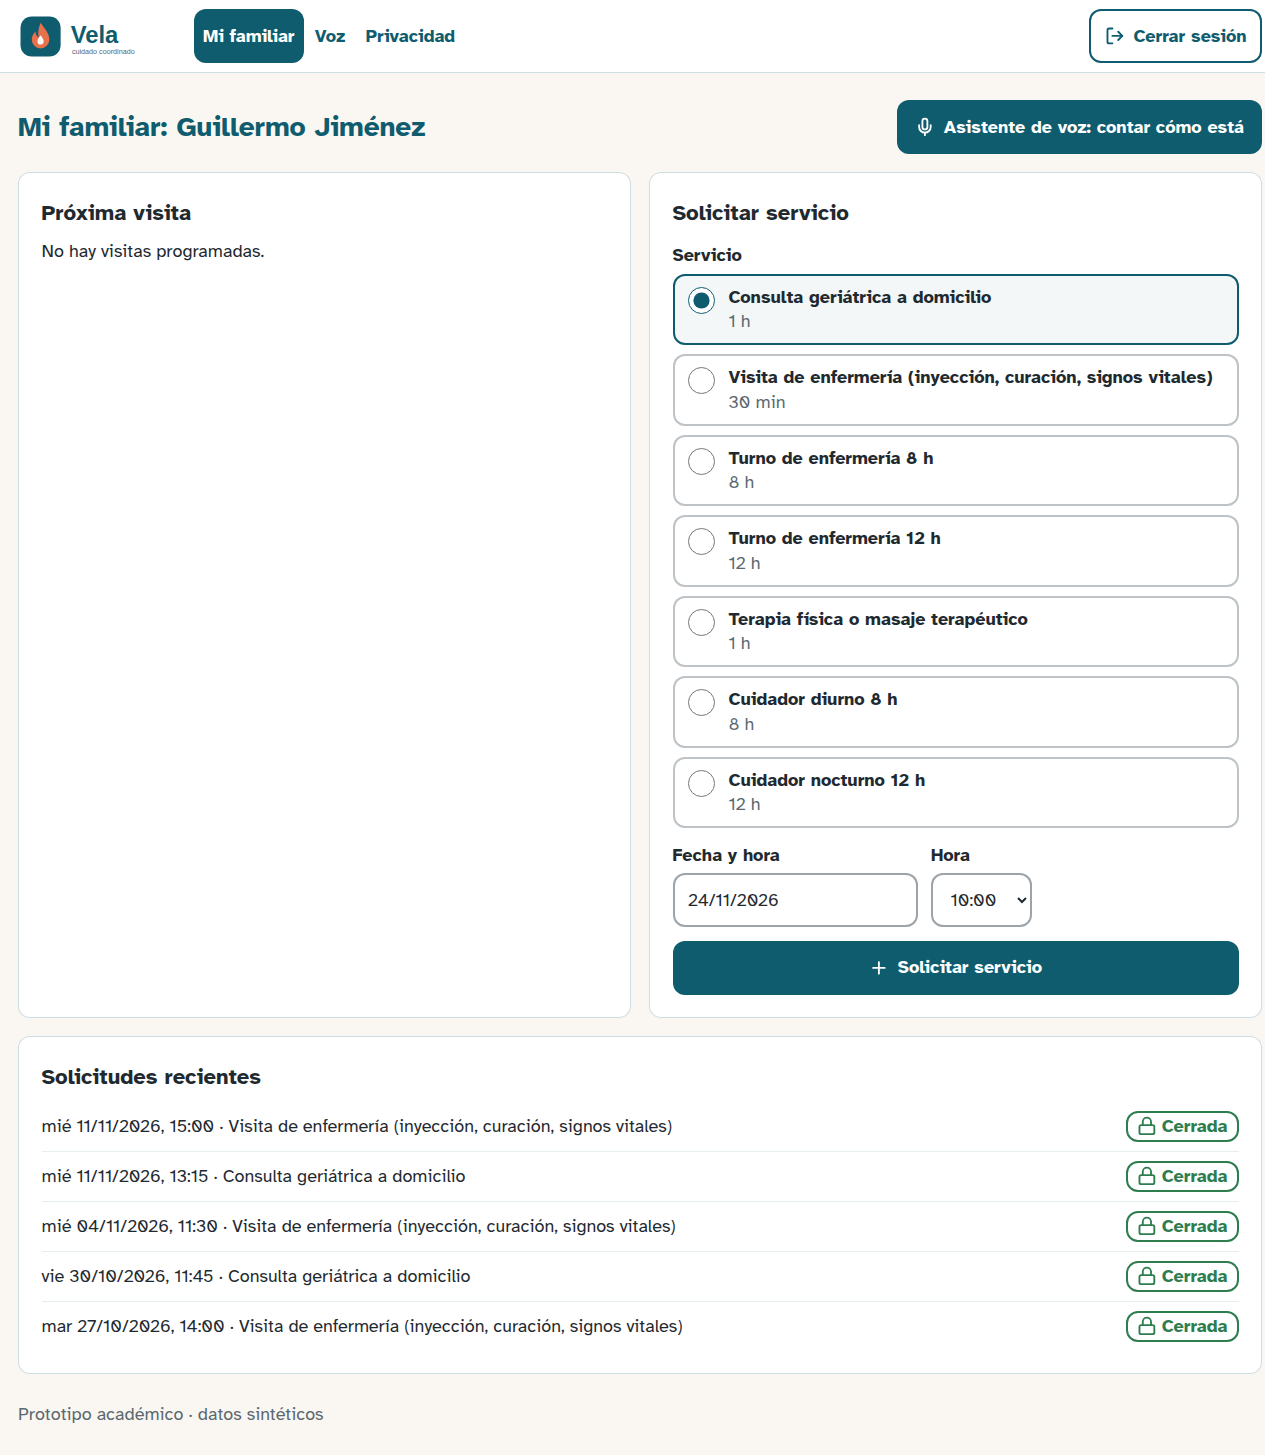 Vela
cuidado coordinado
Mi familiar
Voz
Privacidad
Cerrar sesión
Mi familiar: Guillermo Jiménez
Asistente de voz: contar cómo está
Próxima visita
No hay visitas programadas.
Solicitar servicio
Servicio
Consulta geriátrica a domicilio
1 h
Visita de enfermería (inyección, curación, signos vitales)
30 min
Turno de enfermería 8 h
8 h
Turno de enfermería 12 h
12 h
Terapia física o masaje terapéutico
1 h
Cuidador diurno 8 h
8 h
Cuidador nocturno 12 h
12 h
Fecha y hora
Hora
24/11/2026
10:00
Solicitar servicio
Solicitudes recientes
mié 11/11/2026, 15:00 · Visita de enfermería (inyección, curación, signos vitales)
Cerrada
mié 11/11/2026, 13:15 · Consulta geriátrica a domicilio
Cerrada
mié 04/11/2026, 11:30 · Visita de enfermería (inyección, curación, signos vitales)
Cerrada
vie 30/10/2026, 11:45 · Consulta geriátrica a domicilio
Cerrada
mar 27/10/2026, 14:00 · Visita de enfermería (inyección, curación, signos vitales)
Cerrada
Prototipo académico · datos sintéticos